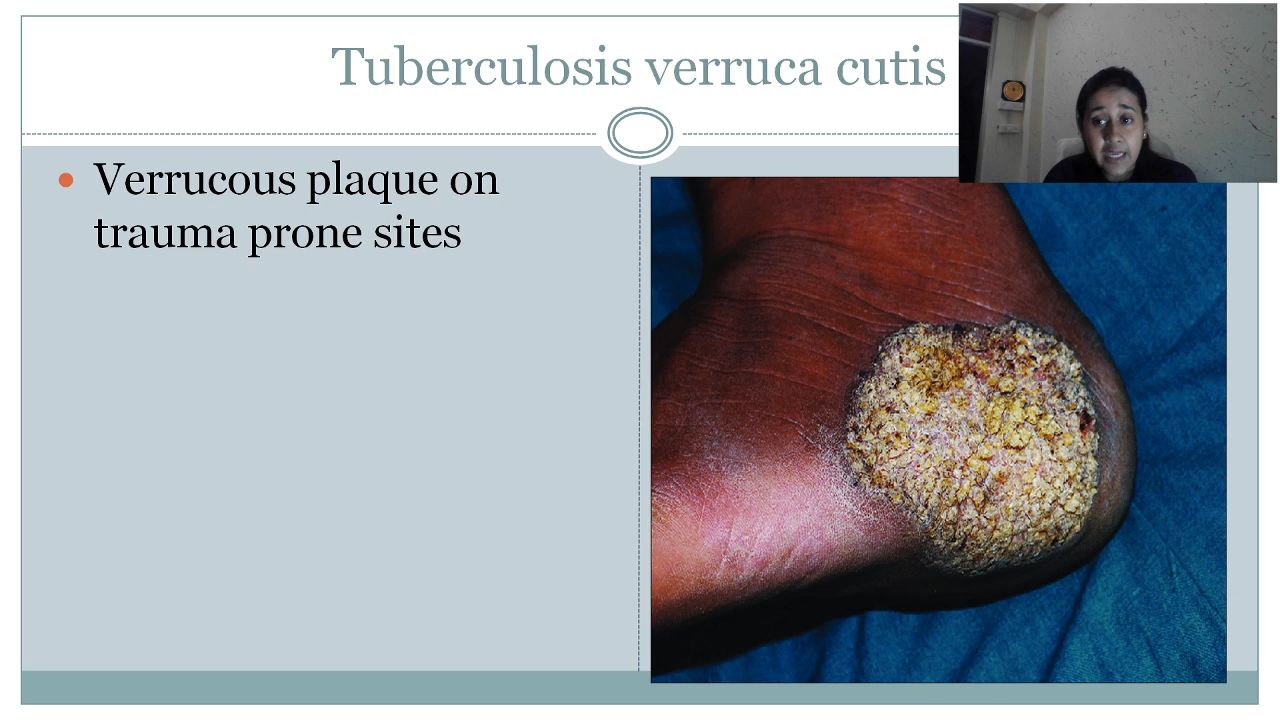 Tuberculosis verruca cutis
Verrucous plaque on
trauma prone sites